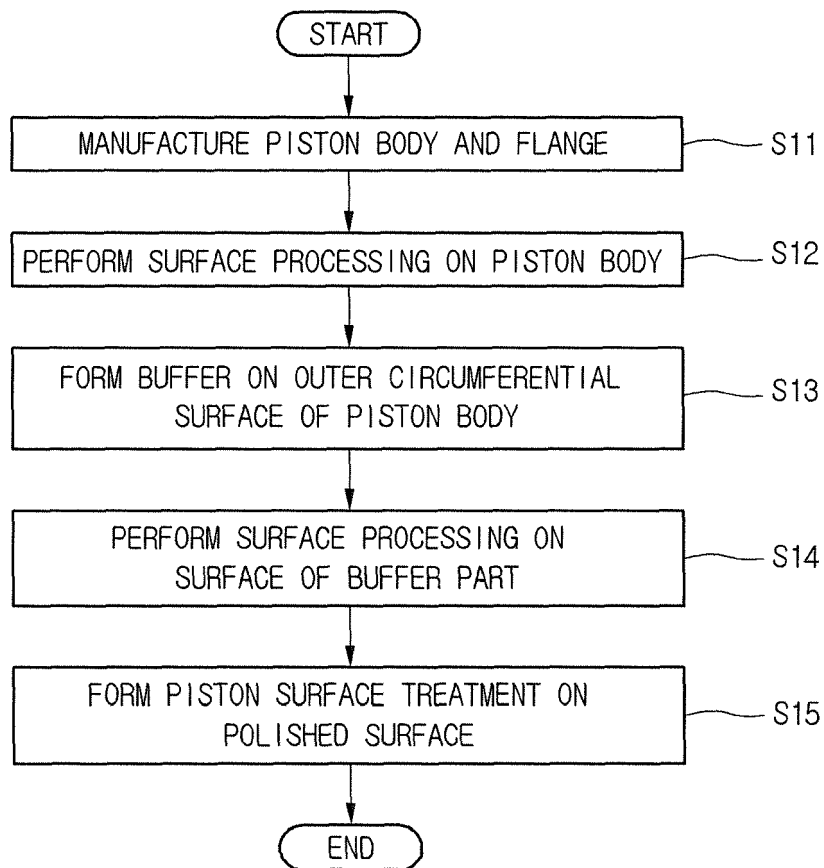 START
MANUFACTURE PISTON BODY AND FLANGE
S11
PERFORM SURFACE PROCESSING ON PISTON BODY
S12
FORM BUFFER ON OUTER CIRCUMFERENTIAL
SURFACE OF PISTON BODY
S13
PERFORM SURFACE PROCESSING ON
SURFACE OF BUFFER PART
S14
FORM PISTON SURFACE TREATMENT ON
POLISHED SURFACE
S15
END